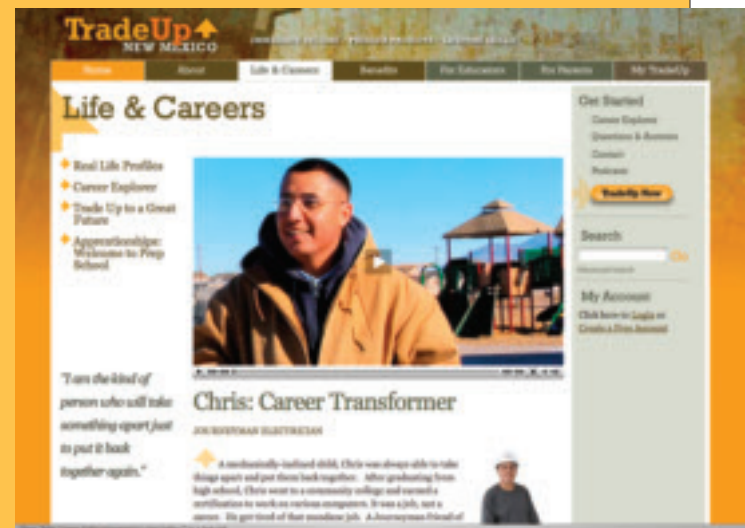 TradeUp
NEW MEXICO
Home
About
Life & Careers
Benefits
For Educators
For Parents
My TradeUp
Life & Careers
Real Life Profiles
Career Explorer
Trade Up to a Great
Future
Apprenticeships:
Welcome to Prep
School
"I am the kind of
person who will take
something apart just
to put it back
together again."
Chris: Career Transformer
JOURNEYMAN ELECTRICIAN
A mechanically-inclined child, Chris was always able to take
things apart and put them back together. After graduating from
high school, Chris went to a community college and earned a
certification to work on various computers. It was a job, not a
career. He got tired of that mundane job. A Journeyman friend of
Get Started
Career Explorer
Questions & Answers
Contact
Podcasts
TradeUp Now
Search
Go
Advanced Search
My Account
Click here to Login or
Create a Free Account